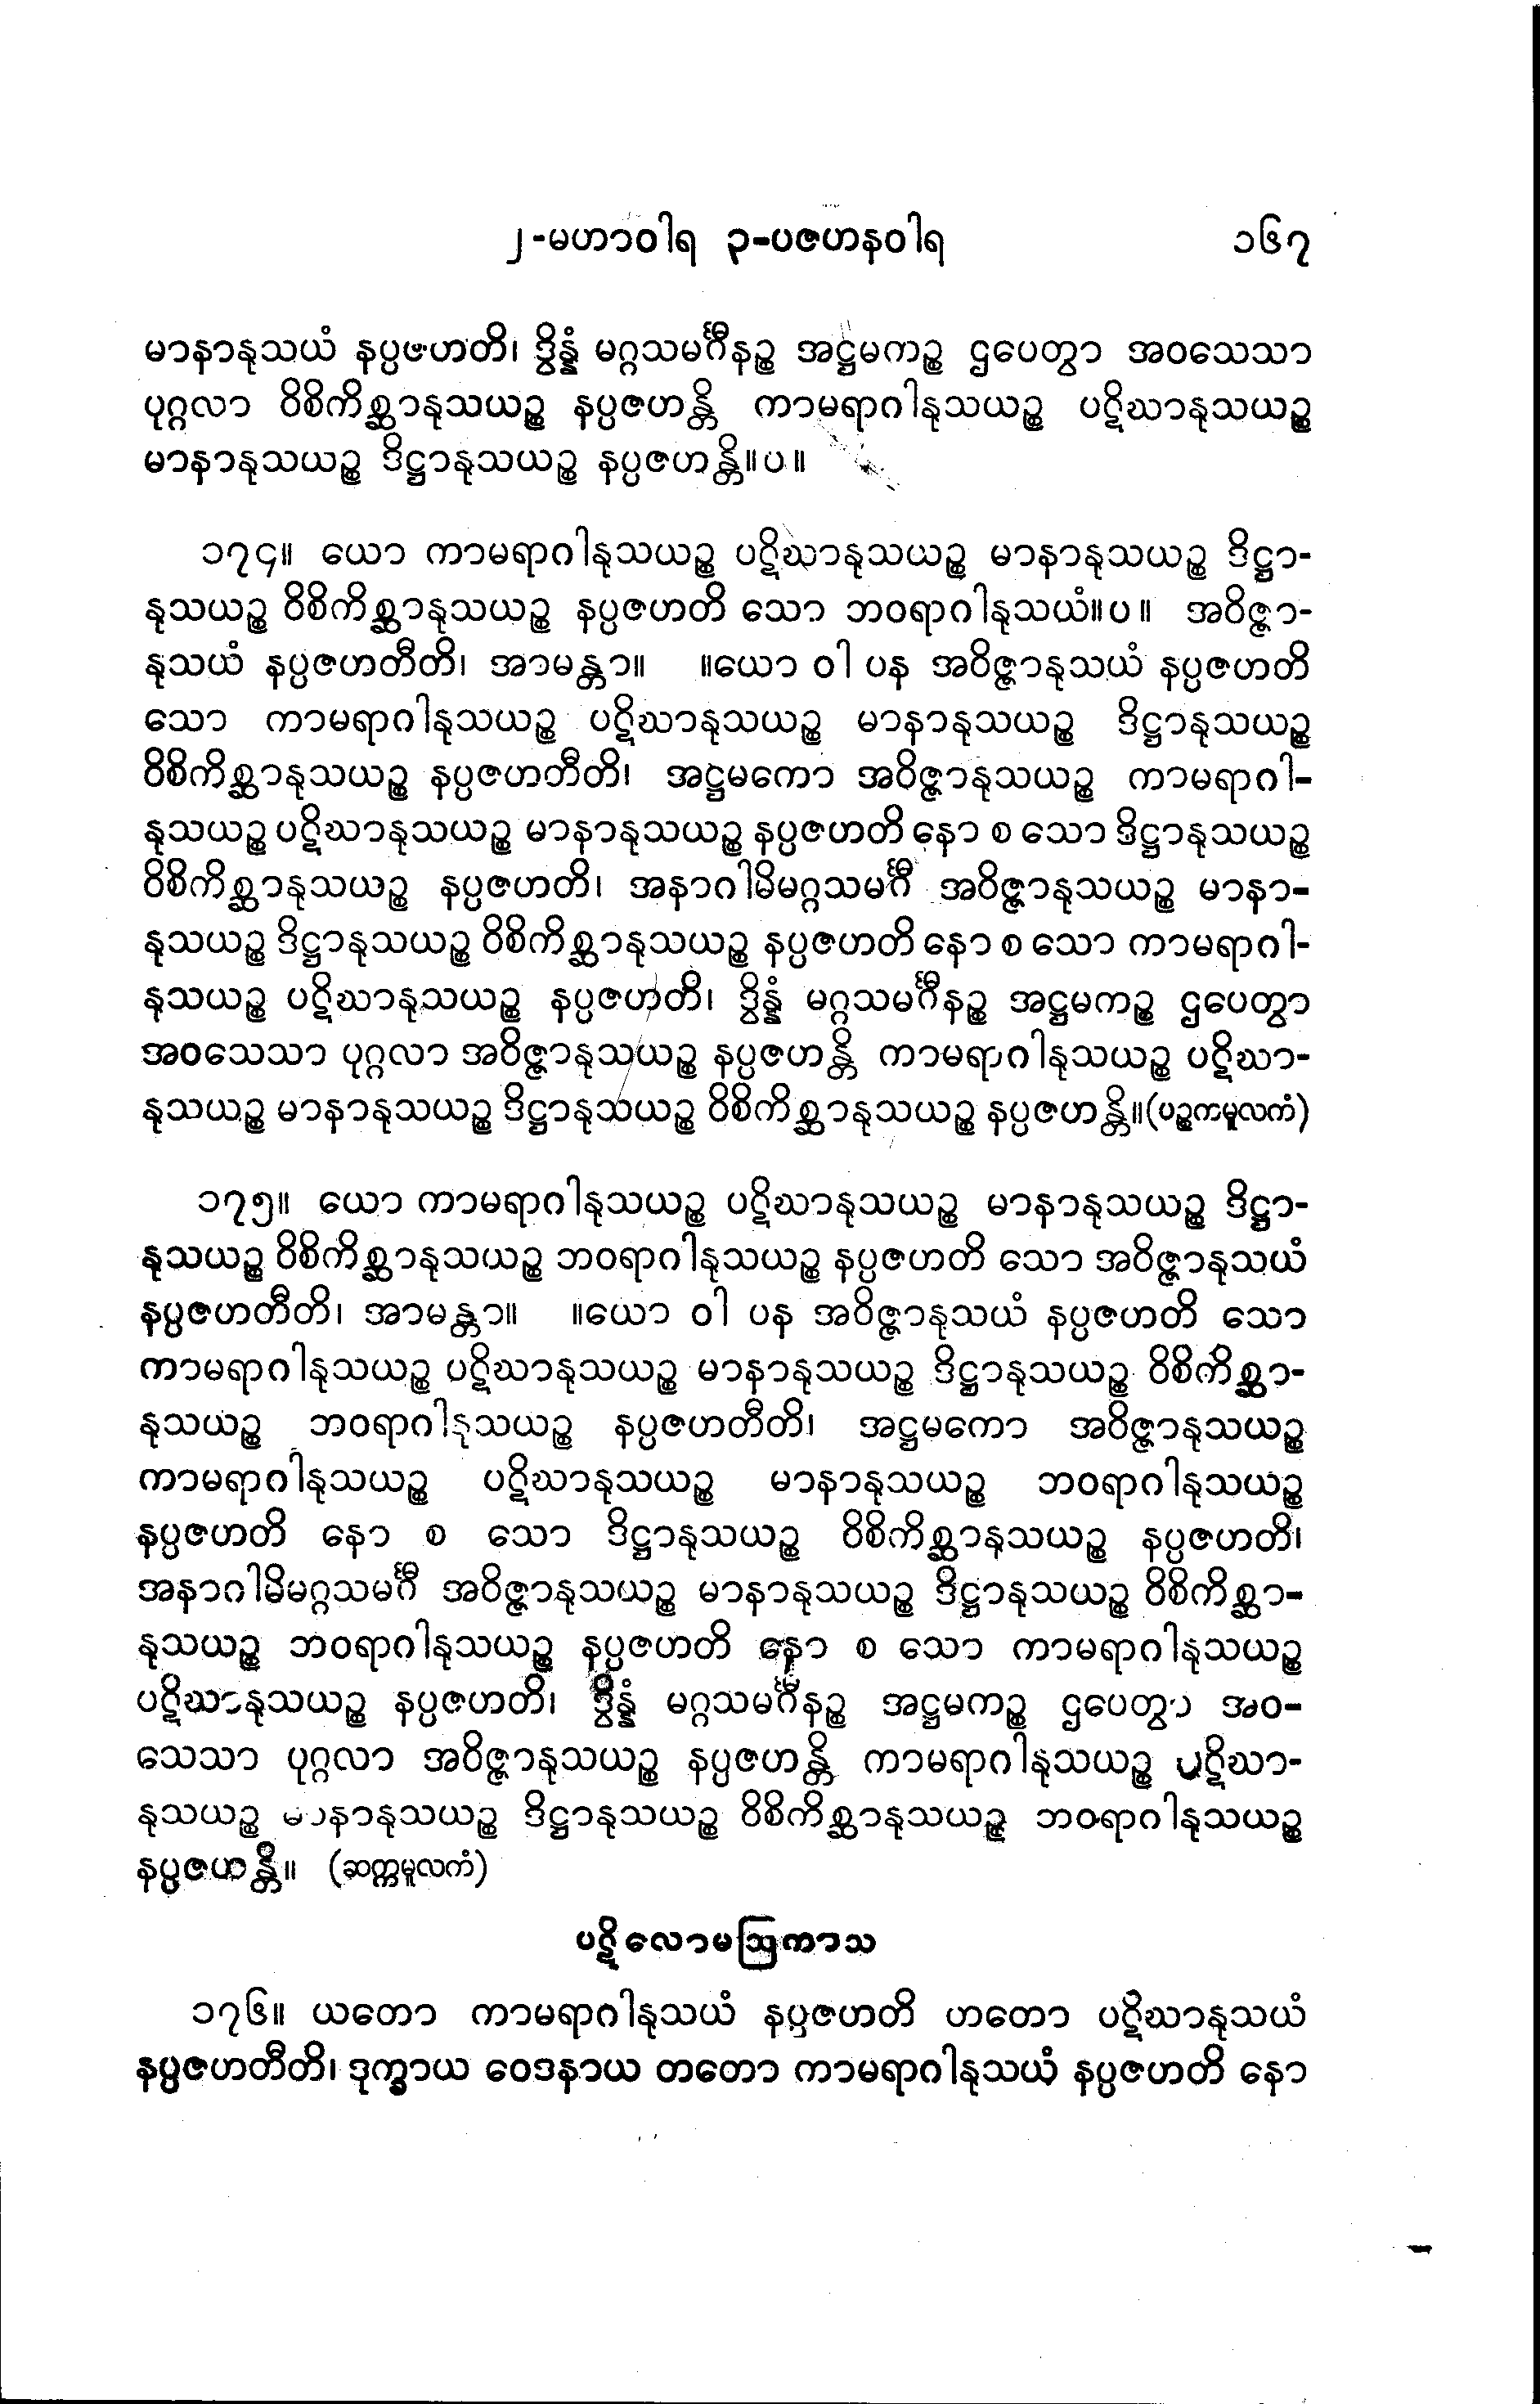 ၂-မဟာဝါရ ၃-ပဇဟနဝါရ ၁၆၇
မာနာနုသယံ နပ္ပဇဟတိ၊ ဒွိန္နံ မဂ္ဂသမင်္ဂီနဉ္စ အဋ္ဌမကဉ္စ ဌပေတွာ အဝသေသာ
ပုဂ္ဂလာ ဝိစိကိစ္ဆာနုသယဉ္စ နပ္ပဇဟန္တိ ကာမရာဂါနုသယဉ္စ ပဋိဃာနုသယဉ္စ
မာနာနုသယဉ္စ ဒိဋ္ဌာနုသယဉ္စ နပ္ပဇဟန္တိ။ပ။
၁၇၄။ ယော ကာမရာဂါနုသယဉ္စ ပဋိဃာနုသယဉ္စ မာနာနုသယဉ္စ ဒိဋ္ဌာ-
နုသယဉ္စ ဝိစိကိစ္ဆာနုသယဉ္စ နပ္ပဇဟတိ သော ဘဝရာဂါနုသယံ။ပ။ အဝိဇ္ဇာ-
နုသယံ နပ္ပဇဟတီတိ၊ အာမန္တာ။ ။ယော ဝါ ပန အဝိဇ္ဇာနုသယံ နပ္ပဇဟတိ
သော ကာမရာဂါနုသယဉ္စ ပဋိဃာနုသယဉ္စ မာနာနုသယဉ္စ ဒိဋ္ဌာနုသယဉ္စ
ဝိစိကိစ္ဆာနုသယဉ္စ နပ္ပဇဟတီတိ၊ အဋ္ဌမကော အဝိဇ္ဇာနုသယဉ္စ ကာမရာဂါ-
နုသယဉ္စ ပဋိဃာနုသယဉ္စ မာနာနုသယဉ္စ နပ္ပဇဟတိ နော စ သော ဒိဋ္ဌာနုသယဉ္စ
ဝိစိကိစ္ဆာနုသယဉ္စ နပ္ပဇဟတိ၊ အနာဂါမိမဂ္ဂသမင်္ဂီ အဝိဇ္ဇာနုသယဉ္စ မာနာ-
နုသယဉ္စ ဒိဋ္ဌာနုသယဉ္စ ဝိစိကိစ္ဆာနုသယဉ္စ နပ္ပဇဟတိ နော စ သော ကာမရာဂါ-
နုသယဉ္စ ပဋိဃာနုသယဉ္စ နပ္ပဇဟတိ၊ ဒွိန္နံ မဂ္ဂသမင်္ဂီနဉ္စ အဋ္ဌမကဉ္စ ဌပေတွာ
အဝသေသာ ပုဂ္ဂလာ အဝိဇ္ဇာနုသယဉ္စ နပ္ပဇဟန္တိ ကာမရာဂါနုသယဉ္စ ပဋိဃာ-
နုသယဉ္စ မာနာနုသယဉ္စ ဒိဋ္ဌာနုသယဉ္စ ဝိစိကိစ္ဆာနုသယဉ္စ နပ္ပဇဟန္တိ။(ပဉ္စကမူလကံ)
၁၇၅။ ယော ကာမရာဂါနုသယဉ္စ ပဋိဃာနုသယဉ္စ မာနာနုသယဉ္စ ဒိဋ္ဌာ-
နုသယဉ္စ ဝိစိကိစ္ဆာနုသယဉ္စ ဘဝရာဂါနုသယဉ္စ နပ္ပဇဟတိ သော အဝိဇ္ဇာနုသယံ
နပ္ပဇဟတီတိ၊ အာမန္တာ။ ။ယော ဝါ ပန အဝိဇ္ဇာနုသယံ နပ္ပဇဟတိ သော
ကာမရာဂါနုသယဉ္စ ပဋိဃာနုသယဉ္စ မာနာနုသယဉ္စ ဒိဋ္ဌာနုသယဉ္စ ဝိစိကိစ္ဆာ-
နုသယဉ္စ ဘဝရာဂါနုသယဉ္စ နပ္ပဇဟတီတိ၊ အဋ္ဌမကော အဝိဇ္ဇာနုသယဉ္စ
ကာမရာဂါနုသယဉ္စ ပဋိဃာနုသယဉ္စ မာနာနုသယဉ္စ ဘဝရာဂါနုသယဉ္စ
နပ္ပဇဟတိ နော စ သော ဒိဋ္ဌာနုသယဉ္စ ဝိစိကိစ္ဆာနုသယဉ္စ နပ္ပဇဟတိ၊
အနာဂါမိမဂ္ဂသမင်္ဂီ အဝိဇ္ဇာနုသယဉ္စ မာနာနုသယဉ္စ ဒိဋ္ဌာနုသယဉ္စ ဝိစိကိစ္ဆာ-
နုသယဉ္စ ဘဝရာဂါနုသယဉ္စ နပ္ပဇဟတိ နော စ သော ကာမရာဂါနုသယဉ္စ
ပဋိဃာနုသယဉ္စ နပ္ပဇဟတိ၊ ဒွိန္နံ မဂ္ဂသမင်္ဂီနဉ္စ အဋ္ဌမကဉ္စ ဌပေတွာ အဝ-
သေသာ ပုဂ္ဂလာ အဝိဇ္ဇာနုသယဉ္စ နပ္ပဇဟန္တိ ကာမရာဂါနုသယဉ္စ ပဋိဃာ-
နုသယဉ္စ မာနာနုသယဉ္စ ဒိဋ္ဌာနုသယဉ္စ ဝိစိကိစ္ဆာနုသယဉ္စ ဘဝရာဂါနုသယဉ္စ
နပ္ပဇဟန္တိ။ (ဆက္ကမူလကံ)
ပဋိလောမဩကာသ
၁၇၆။ ယတော ကာမရာဂါနုသယံ နပ္ပဇဟတိ ဟတော ပဋိဃာနုသယံ
နပ္ပဇဟတီတိ၊ ဒုက္ခာယ ဝေဒနာယ တတော ကာမရာဂါနုသယံ နပ္ပဇဟတိ နော